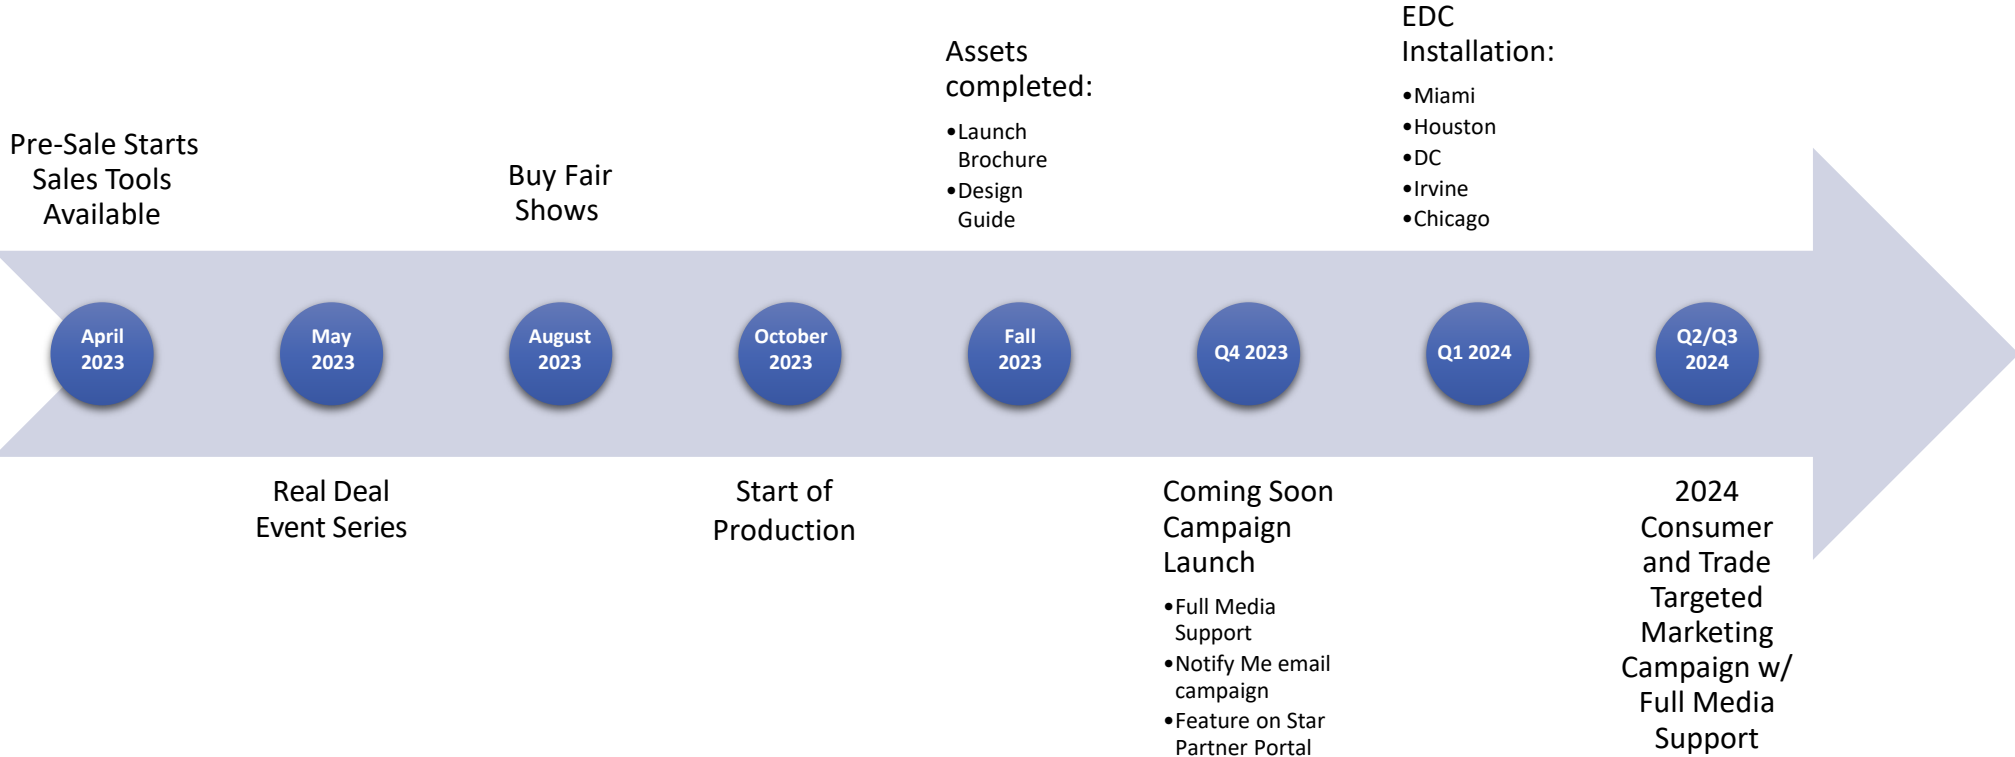 Pre-Sale Starts
Sales Tools
Available
Buy Fair
Shows
Assets
completed:
•Launch
Brochure
•Design
Guide
EDC
Installation:
•Miami
•Houston
•DC
•Irvine
•Chicago
April
2023
May
2023
August
2023
October
2023
Fall
2023
Q4 2023
Q1 2024
Q2/Q3
2024
Real Deal
Event Series
Start of
Production
Coming Soon
Campaign
Launch
•Full Media
Support
•Notify Me email
campaign
•Feature on Star
Partner Portal
2024
Consumer
and Trade
Targeted
Marketing
Campaign w/
Full Media
Support